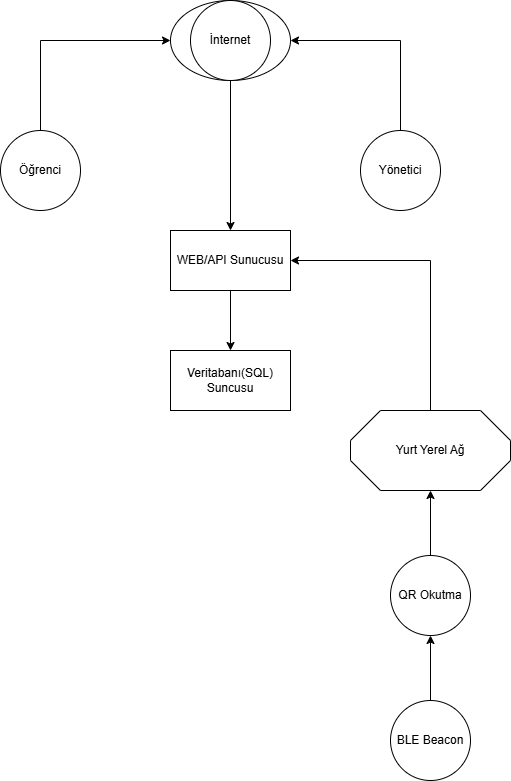 İnternet
Öğrenci
Yönetici
WEB/API Sunucusu
Veritabanı(SQL)
Suncusu
Yurt Yerel Ağ
QR Okutma
BLE Beacon